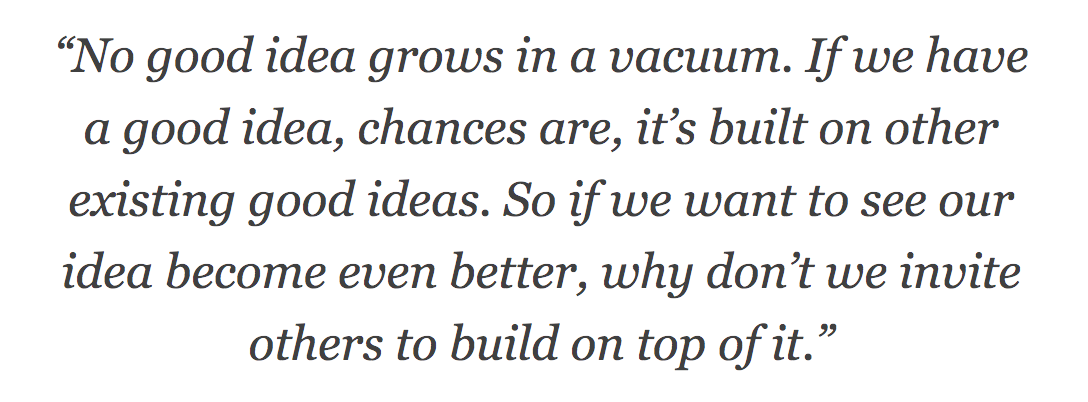 “No good idea grows in a vacuum. If we have
a good idea, chances are, it’s built on other
existing good ideas. So if we want to see our
idea become even better, why don’t we invite
others to build on top of it.”